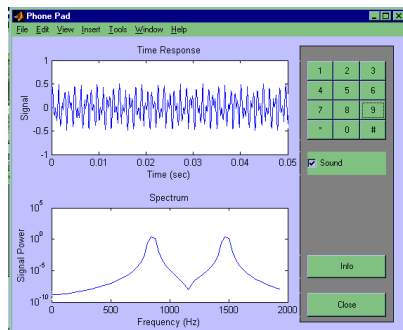 Phone Pad
File Edit View Insert Tools Window Help
Time Response
Signal
1
0.5
0
-0.5
-1
0 0.01 0.02 0.03 0.04 0.05
Time (sec)
Spectrum
Signal Power
10^5
10^0
10^-5
10^-10
0 500 1000 1500 2000
Frequency (Hz)
1 2 3
4 5 6
7 8 9
* 0 #
Sound
Info
Close